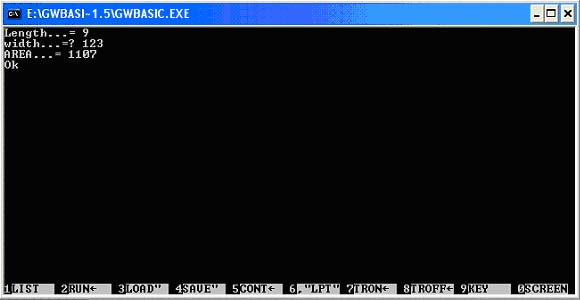 E:\GWBASI~1.5\GWBASIC.EXE
Length...= 9
width...=? 123
AREA...= 1107
Ok
1LIST 2RUN← 3LOAD" 4SAVE" 5CONT← 6,"LPT 7TRON← 8TROFF← 9KEY 0SCREEN